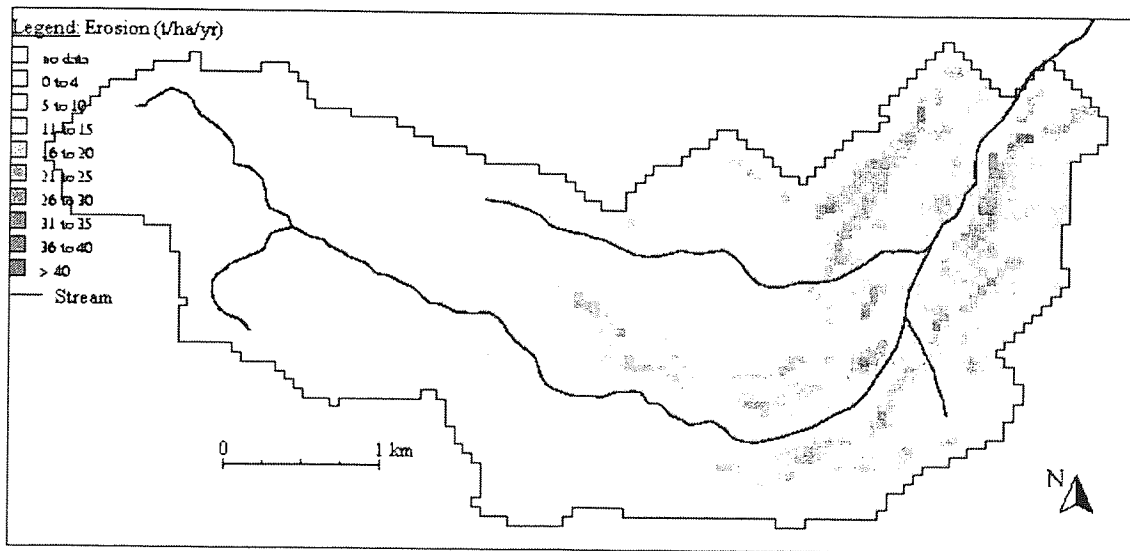 Legend: Erosion (t/ha/yr)
no data
0 to 4
5 to 10
11 to 15
16 to 20
21 to 25
26 to 30
31 to 35
36 to 40
> 40
Stream
0 1 km
N